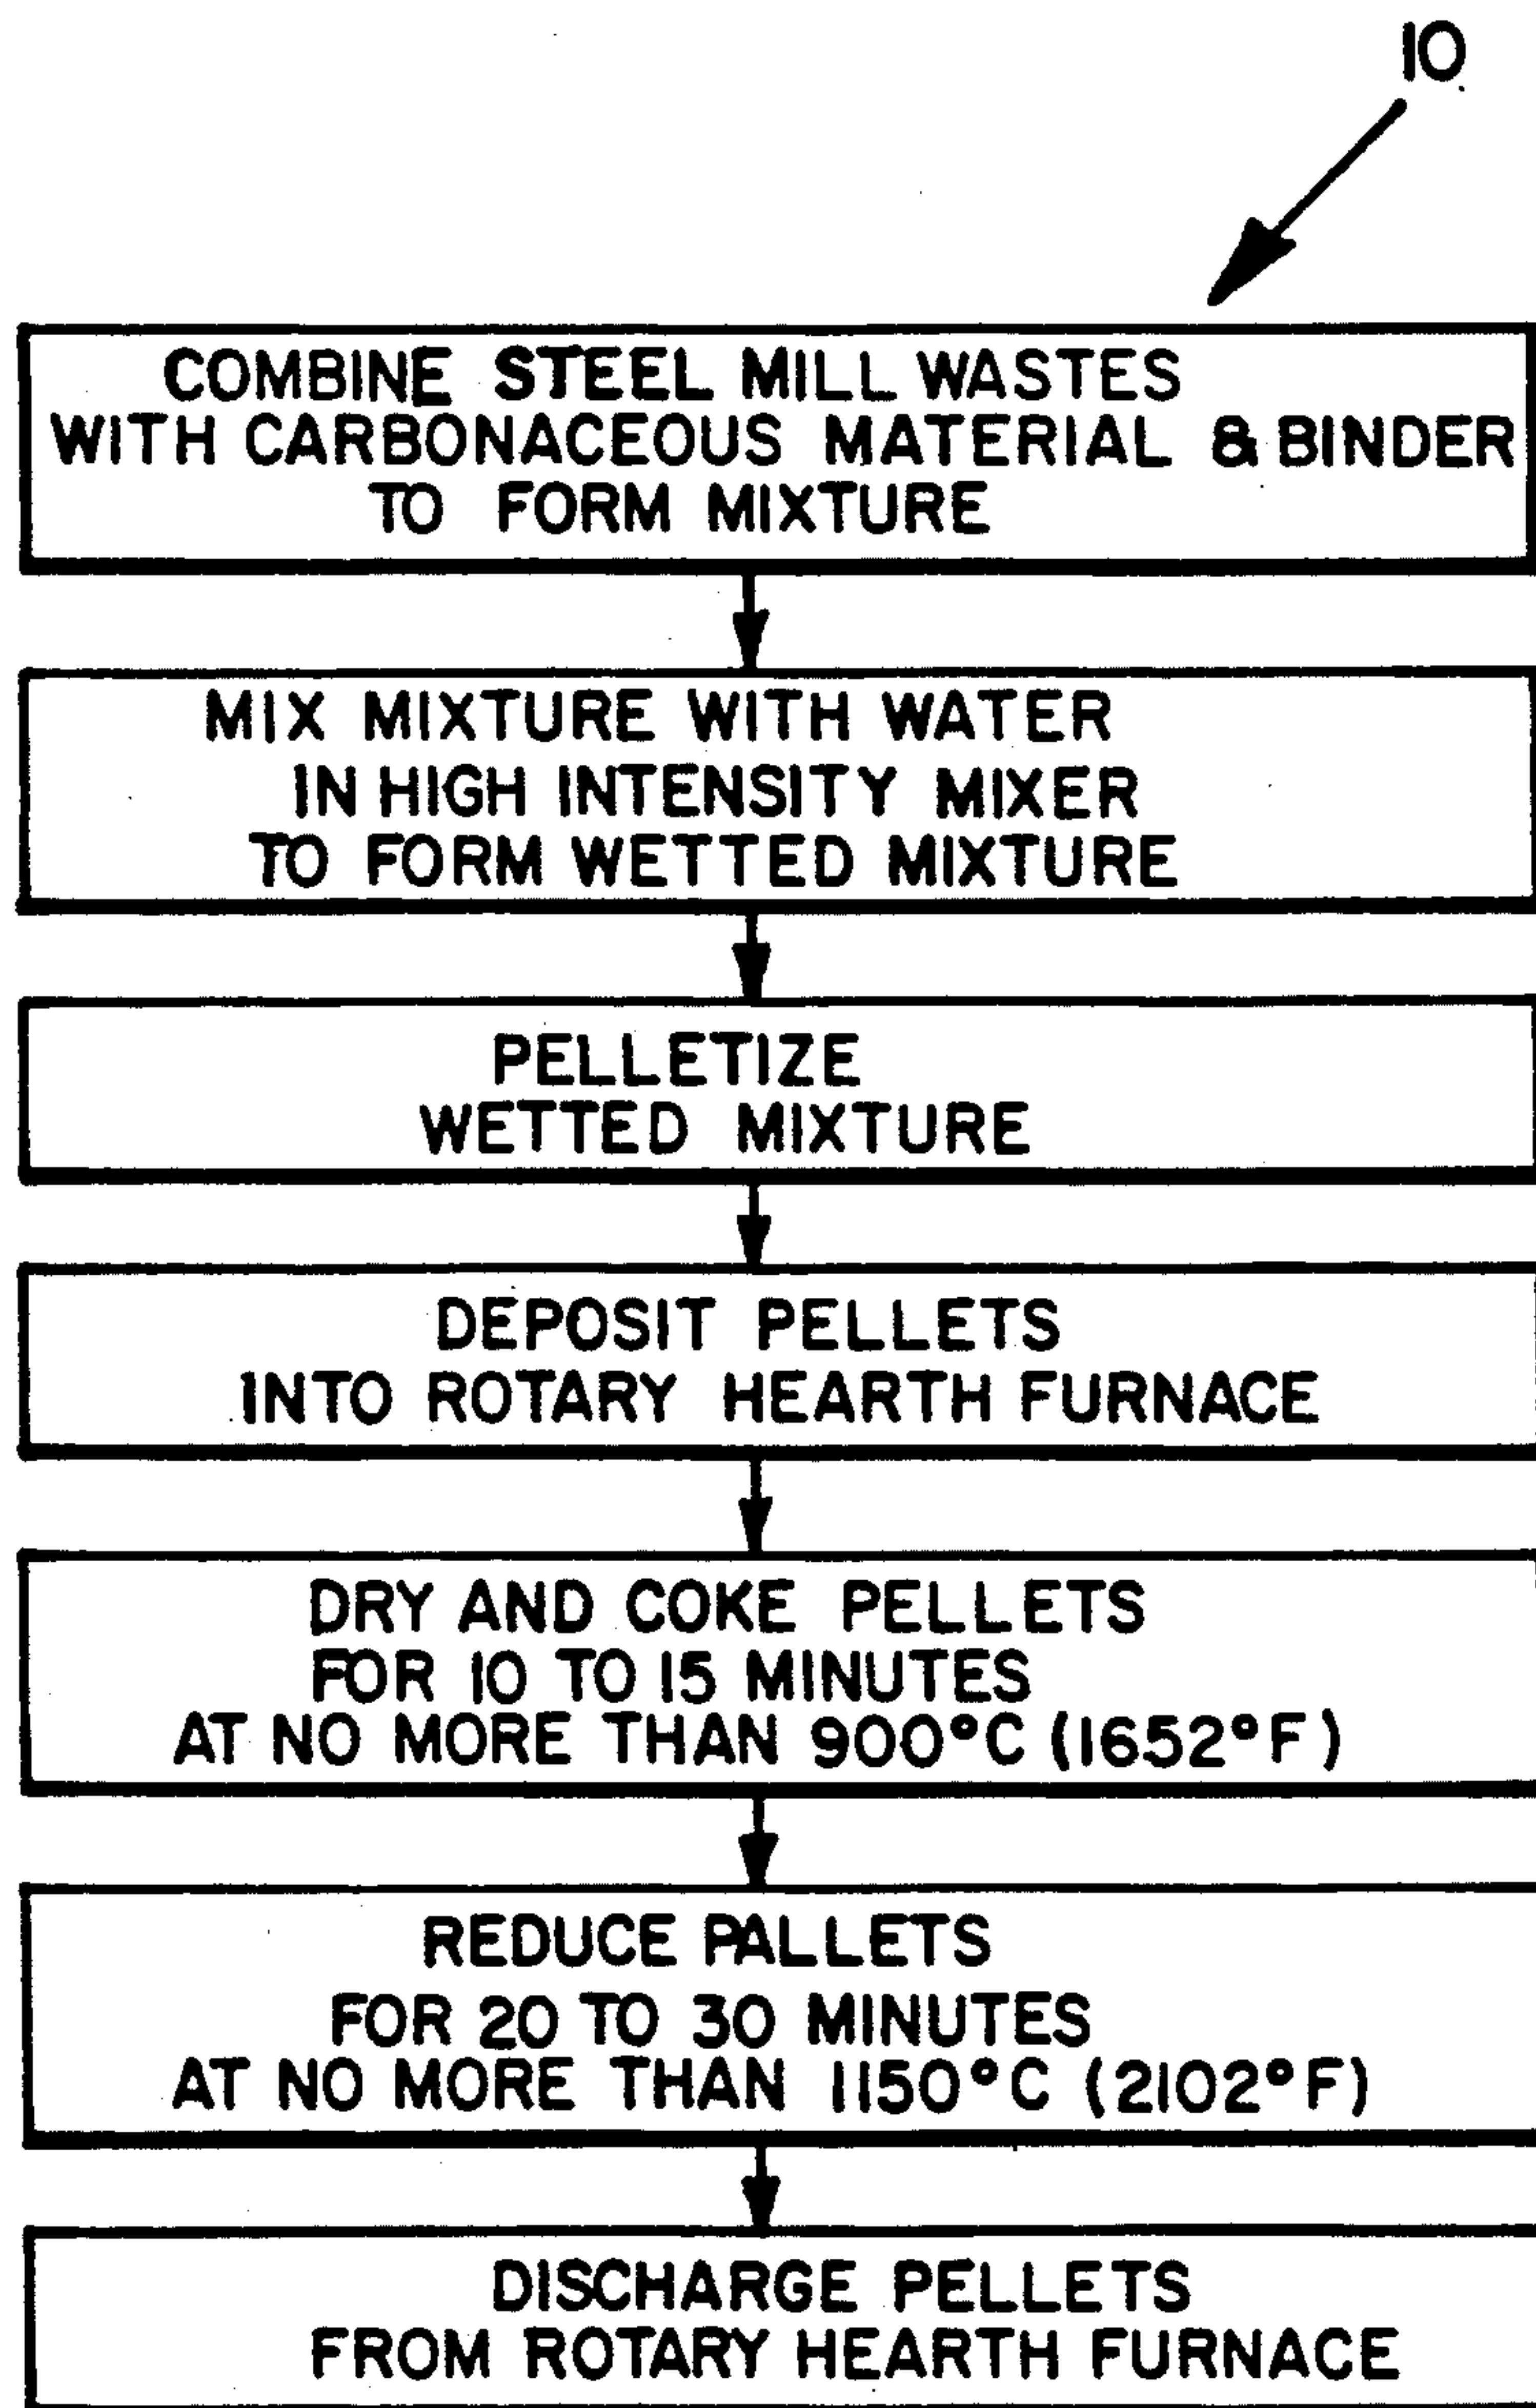 10
COMBINE STEEL MILL WASTES
WITH CARBONACEOUS MATERIAL & BINDER
TO FORM MIXTURE
MIX MIXTURE WITH WATER
IN HIGH INTENSITY MIXER
TO FORM WETTED MIXTURE
PELLETIZE
WETTED MIXTURE
DEPOSIT PELLETS
INTO ROTARY HEARTH FURNACE
DRY AND COKE PELLETS
FOR 10 TO 15 MINUTES
AT NO MORE THAN 900°C (1652°F)
REDUCE PALLETS
FOR 20 TO 30 MINUTES
AT NO MORE THAN 1150°C (2102°F)
DISCHARGE PELLETS
FROM ROTARY HEARTH FURNACE